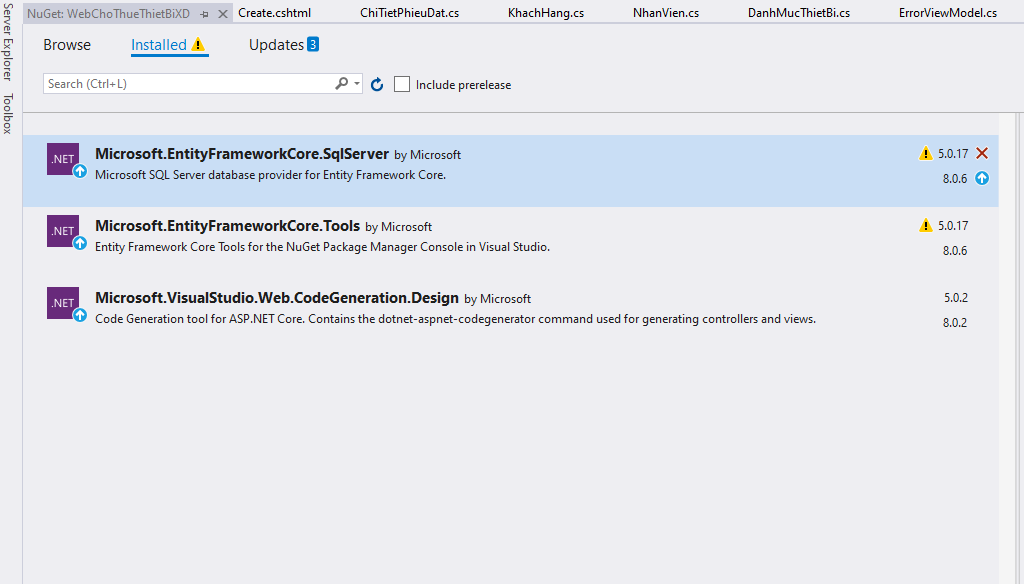 Server Explorer
Toolbox
NuGet: WebChoThueThietBiXD
Create.cshtml
ChiTietPhieuDat.cs
KhachHang.cs
NhanVien.cs
DanhMucThietBi.cs
ErrorViewModel.cs
Browse
Installed
Updates 3
Search (Ctrl+L)
Include prerelease
.NET
Microsoft.EntityFrameworkCore.SqlServer by Microsoft
5.0.17
Microsoft SQL Server database provider for Entity Framework Core.
8.0.6
.NET
Microsoft.EntityFrameworkCore.Tools by Microsoft
5.0.17
Entity Framework Core Tools for the NuGet Package Manager Console in Visual Studio.
8.0.6
.NET
Microsoft.VisualStudio.Web.CodeGeneration.Design by Microsoft
5.0.2
Code Generation tool for ASP.NET Core. Contains the dotnet-aspnet-codegenerator command used for generating controllers and views.
8.0.2